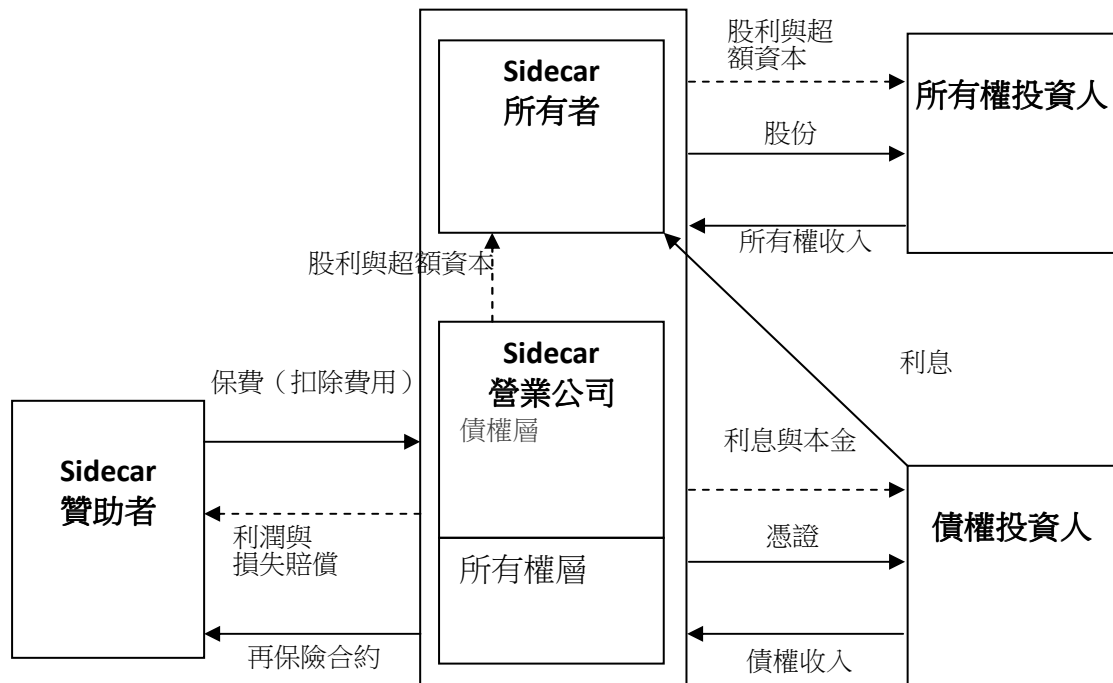 Sidecar
所有者
股利與超
額資本
所有權投資人
股份
所有權收入
股利與超額資本
Sidecar
營業公司
債權層
所有權層
利息
保費（扣除費用）
Sidecar
贊助者
利潤與
損失賠償
再保險合約
利息與本金
憑證
債權收入
債權投資人